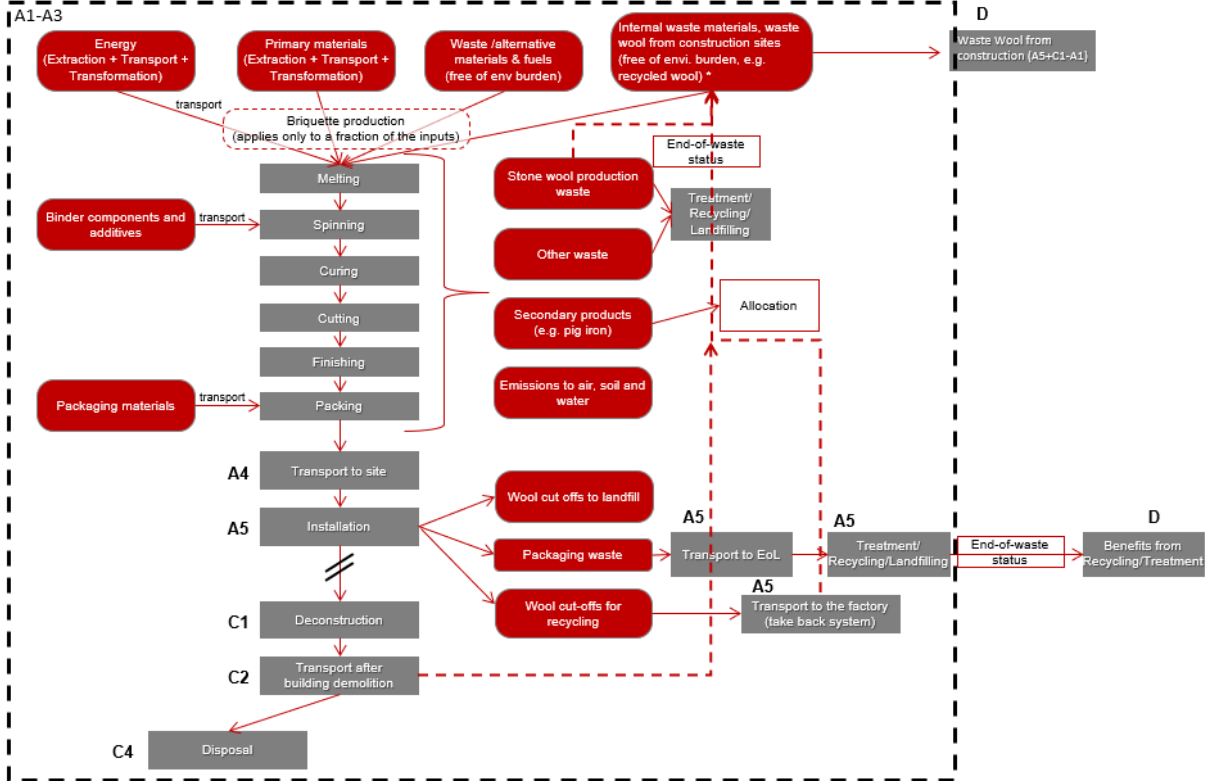 A1-A3
D
Energy
(Extraction + Transport +
Transformation)
Primary materials
(Extraction + Transport +
Transformation)
Waste /alternative
materials & fuels
(free of env burden)
Internal waste materials, waste
wool from construction sites
(free of envi. burden, e.g.
recycled wool) *
Waste Wool from
construction (A5+C1-A1)
transport
Briquette production
(applies only to a fraction of the inputs)
End-of-waste
status
Melting
Stone wool production
waste
Treatment/
Recycling/
Landfilling
Binder components and
additives
transport
Spinning
Other waste
Curing
Cutting
Secondary products
(e.g. pig iron)
Allocation
Finishing
Packaging materials
transport
Packing
Emissions to air, soil and
water
A4
Transport to site
Wool cut offs to landfill
A5
Installation
A5
A5
D
Packaging waste
Transport to EoL
Treatment/
Recycling/Landfilling
End-of-waste
status
Benefits from
Recycling/Treatment
A5
C1
Deconstruction
Wool cut-offs for
recycling
Transport to the factory
(take back system)
C2
Transport after
building demolition
C4
Disposal